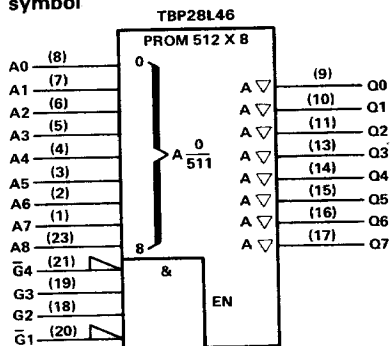 symbol
TBP28L46
PROM 512 X 8
A0 (8) 0
A1 (7)
A2 (6)
A3 (5)
A4 (4)
A5 (3)
A6 (2)
A7 (1)
A8 (23) 8
A 0
511
G̅4 (21)
G3 (19)
G2 (18)
G̅1 (20)
&
EN
A ▽ (9) Q0
A ▽ (10) Q1
A ▽ (11) Q2
A ▽ (13) Q3
A ▽ (14) Q4
A ▽ (15) Q5
A ▽ (16) Q6
A ▽ (17) Q7